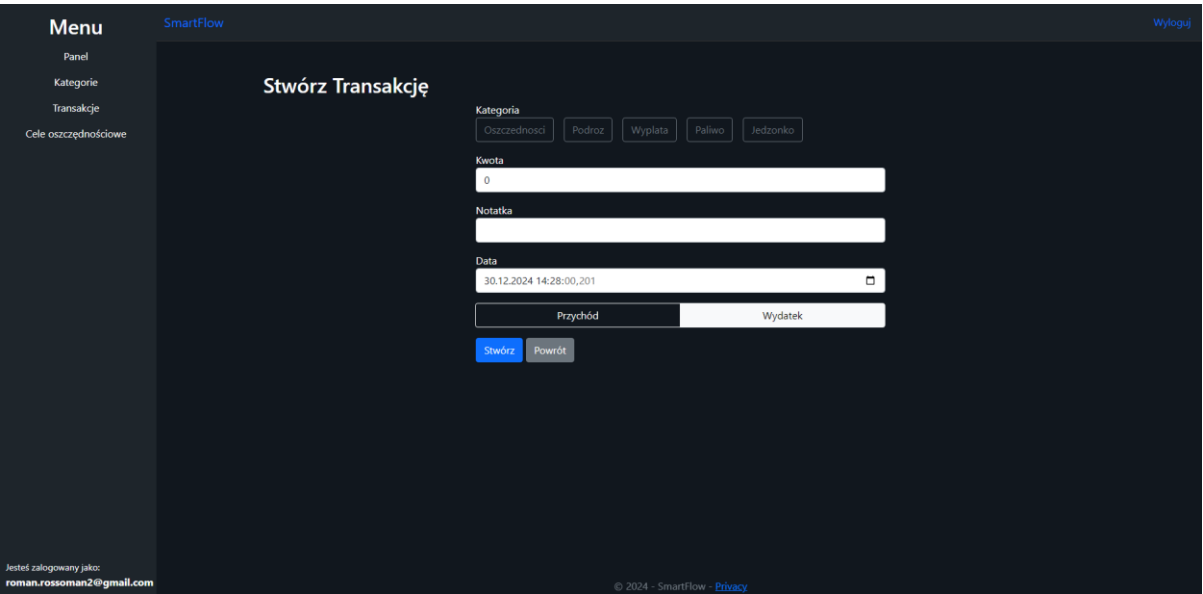 Menu
Panel
Kategorie
Transakcje
Cele oszczędnościowe
Jesteś zalogowany jako:
roman.rossoman2@gmail.com
SmartFlow
Wyloguj
Stwórz Transakcję
Kategoria
Oszczednosci Podroz Wyplata Paliwo Jedzonko
Kwota
0
Notatka
Data
30.12.2024 14:28:00,201
Przychód Wydatek
Stwórz Powrót
© 2024 - SmartFlow - Privacy